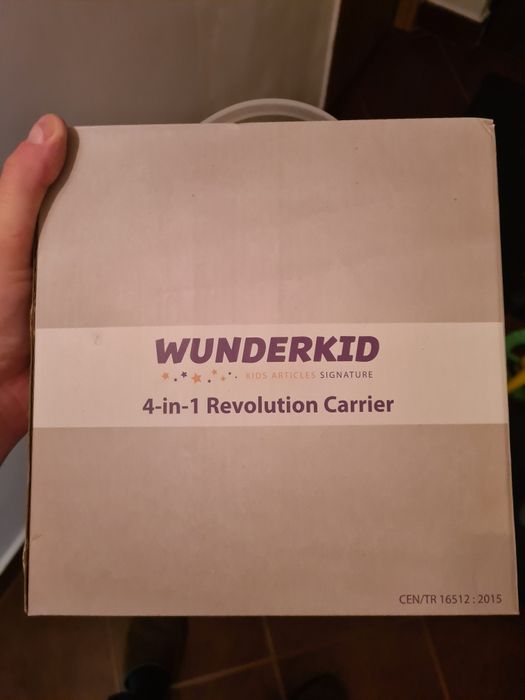 WUNDERKID
KIDS ARTICLES SIGNATURE
4-in-1 Revolution Carrier
CEN/TR 16512 : 2015